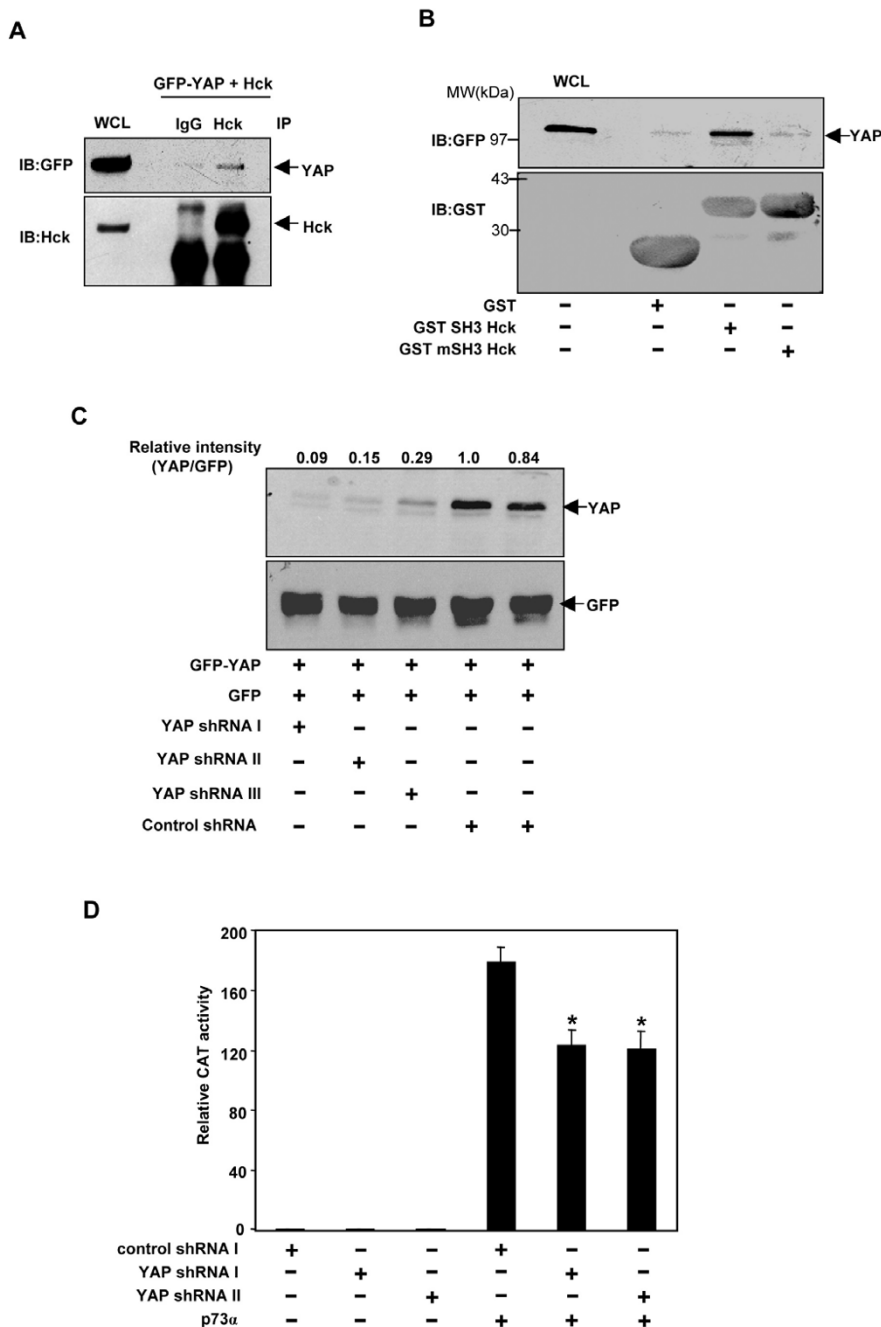 A
GFP-YAP + Hck
WCL IgG Hck IP
IB:GFP YAP
IB:Hck Hck
B
MW(kDa) WCL
IB:GFP 97 YAP
43
IB:GST
30
GST – + – –
GST SH3 Hck – – + –
GST mSH3 Hck – – – +
C
Relative intensity 0.09 0.15 0.29 1.0 0.84
(YAP/GFP)
YAP
GFP
GFP-YAP + + + + +
GFP + + + + +
YAP shRNA I + – – – –
YAP shRNA II – + – – –
YAP shRNA III – – + – –
Control shRNA – – – + +
D
Relative CAT activity
200
160
120
80
40
0
* *
control shRNA I + – – + – –
YAP shRNA I – + – – + –
YAP shRNA II – – + – – +
p73α – – – + + +